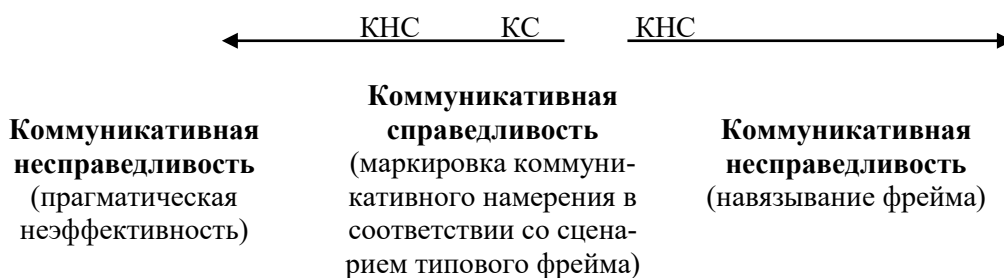 КНС КС КНС
Коммуникативная
несправедливость
(прагматическая
неэффективность)
Коммуникативная
справедливость
(маркировка коммуни-
кативного намерения в
соответствии со сцена-
рием типового фрейма)
Коммуникативная
несправедливость
(навязывание фрейма)